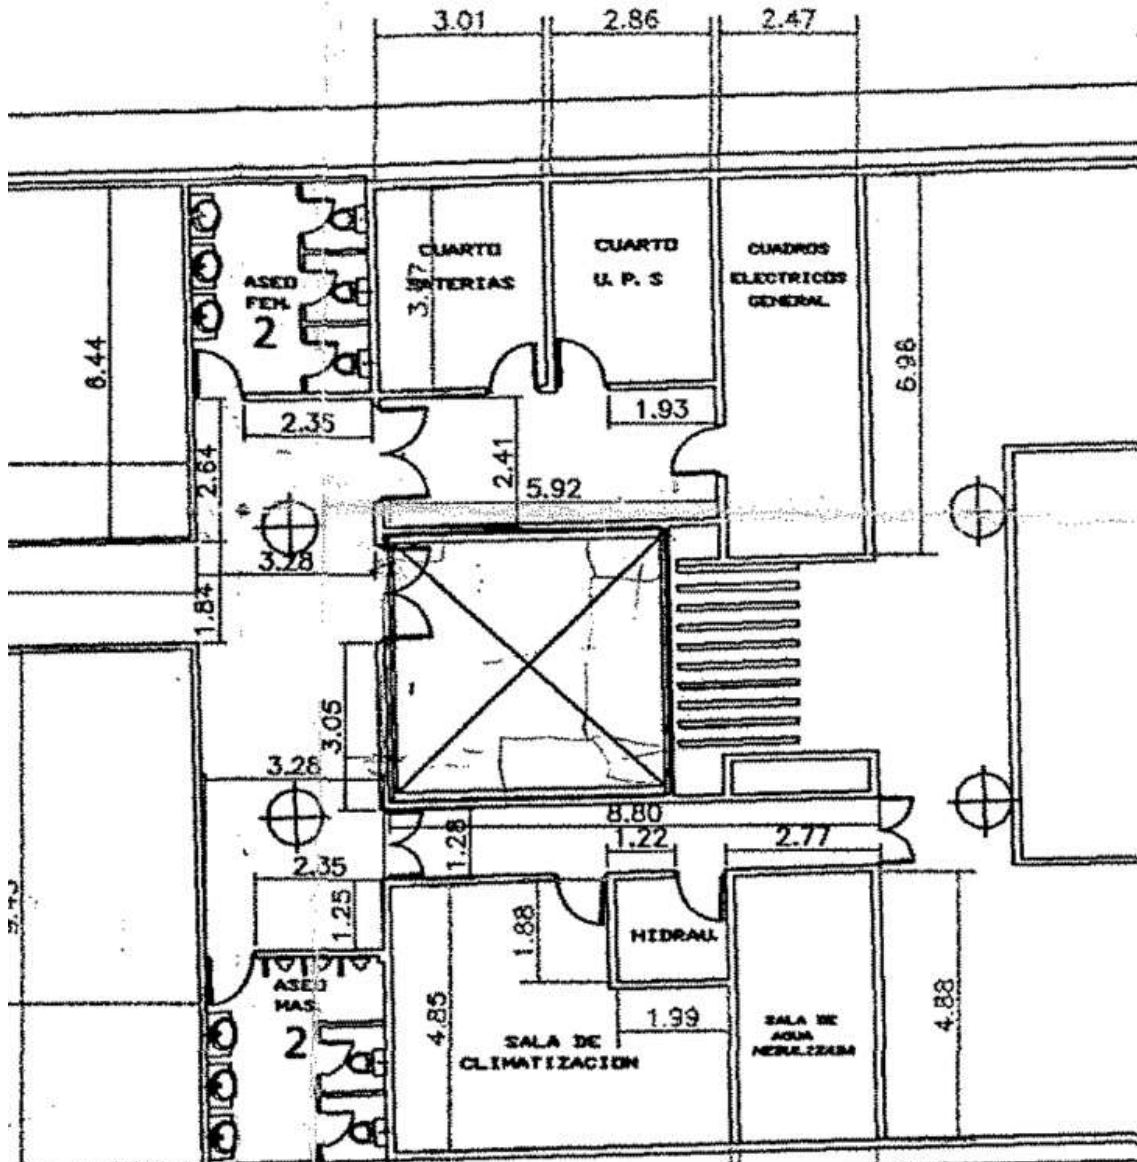 3.01
2.86
2.47
CUARTO
BATERIAS
CUARTO
U. P. S
CUADROS
ELECTRICOS
GENERAL
ASEO
FEM.
2
6.44
6.98
2.35
1.93
2.64
2.41
5.92
3.28
1.84
3.05
3.28
8.80
1.28
1.22
2.77
2.35
1.25
1.88
HIDRAU.
ASEO
MAS.
2
4.85
1.99
4.88
SALA DE
CLIMATIZACION
SALA DE
AGUA
NEBULIZADA